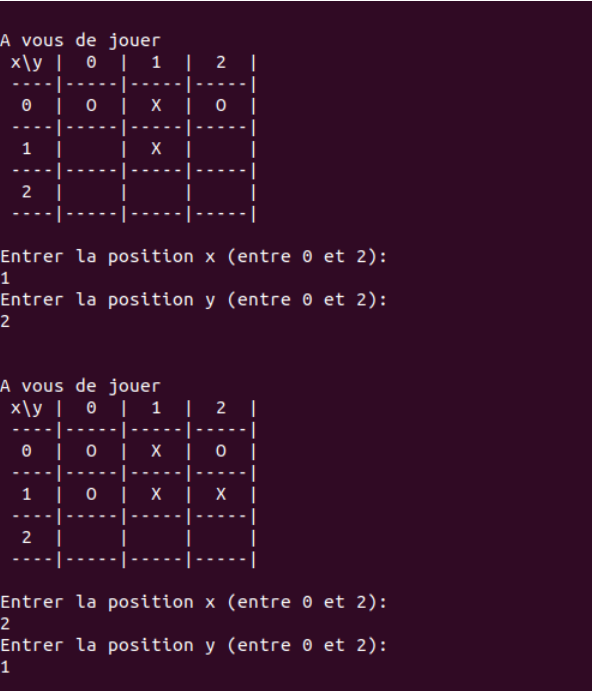 A vous de jouer
x\y |  0  |  1  |  2  |
----|-----|-----|-----|
 0  |  O  |  X  |  O  |
----|-----|-----|-----|
 1  |     |  X  |     |
----|-----|-----|-----|
 2  |     |     |     |
----|-----|-----|-----|
Entrer la position x (entre 0 et 2):
1
Entrer la position y (entre 0 et 2):
2
A vous de jouer
x\y |  0  |  1  |  2  |
----|-----|-----|-----|
 0  |  O  |  X  |  O  |
----|-----|-----|-----|
 1  |  O  |  X  |  X  |
----|-----|-----|-----|
 2  |     |     |     |
----|-----|-----|-----|
Entrer la position x (entre 0 et 2):
2
Entrer la position y (entre 0 et 2):
1